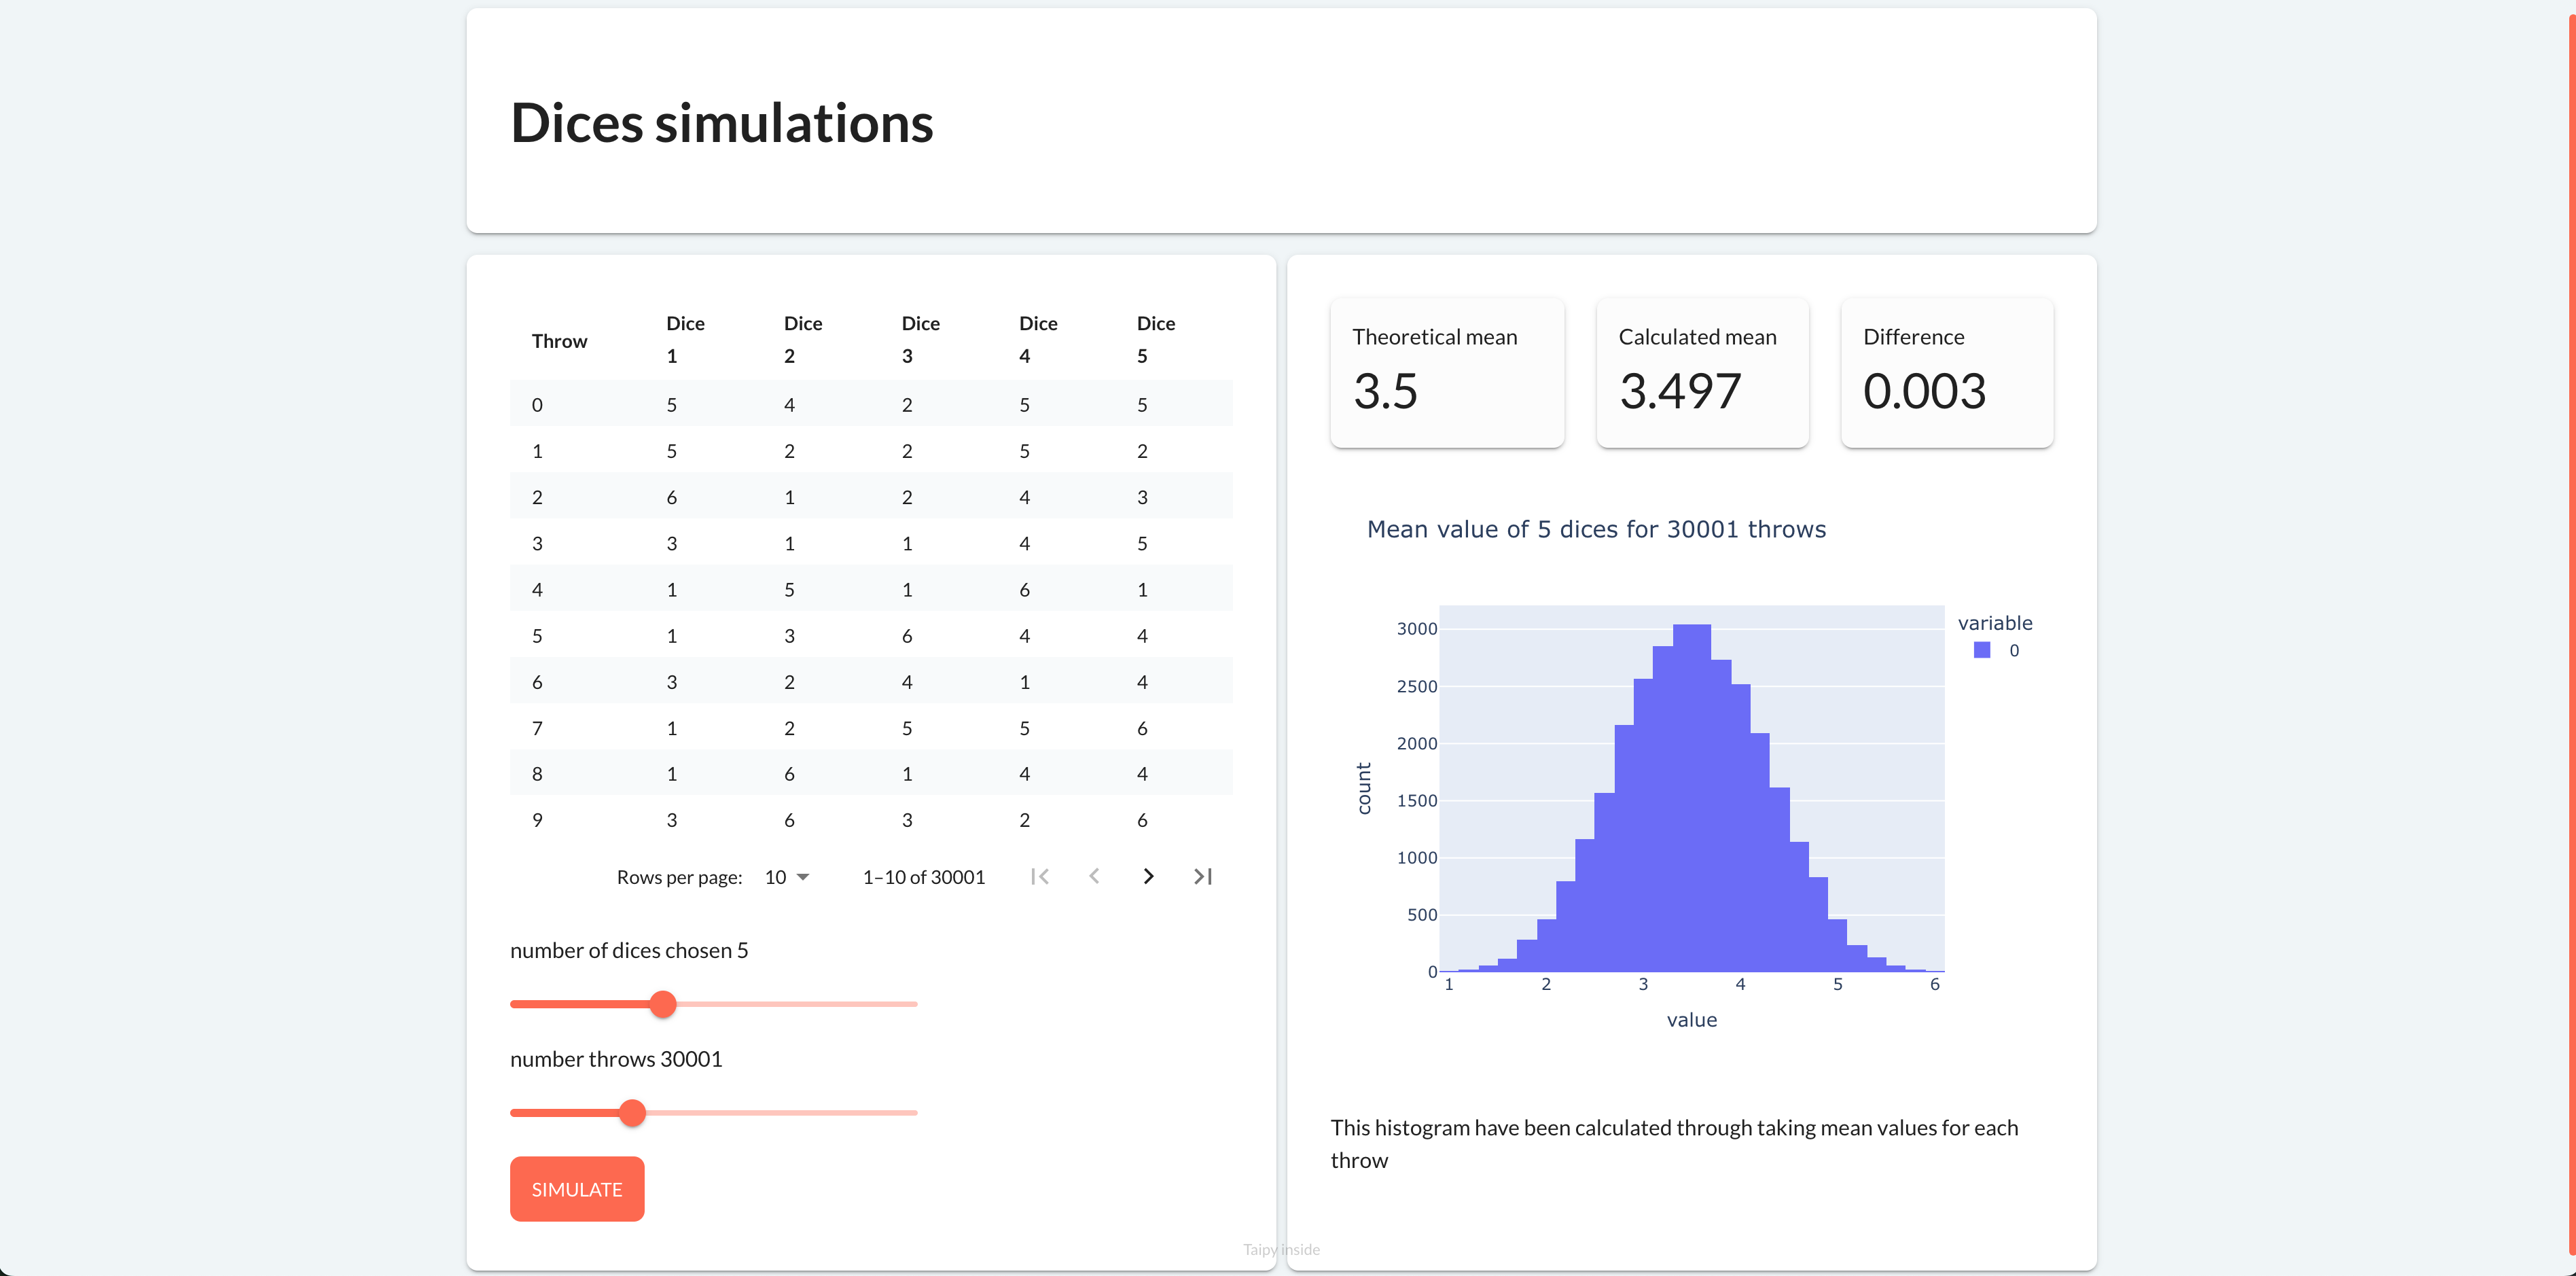 Dices simulations
Throw Dice 1 Dice 2 Dice 3 Dice 4 Dice 5
0 5 4 2 5 5
1 5 2 2 5 2
2 6 1 2 4 3
3 3 1 1 4 5
4 1 5 1 6 1
5 1 3 6 4 4
6 3 2 4 1 4
7 1 2 5 5 6
8 1 6 1 4 4
9 3 6 3 2 6
Rows per page: 10 1–10 of 30001
number of dices chosen 5
number throws 30001
SIMULATE
Theoretical mean
3.5
Calculated mean
3.497
Difference
0.003
Mean value of 5 dices for 30001 throws
variable
0
count
3000
2500
2000
1500
1000
500
0
1 2 3 4 5 6
value
This histogram have been calculated through taking mean values for each
throw
Taipy inside